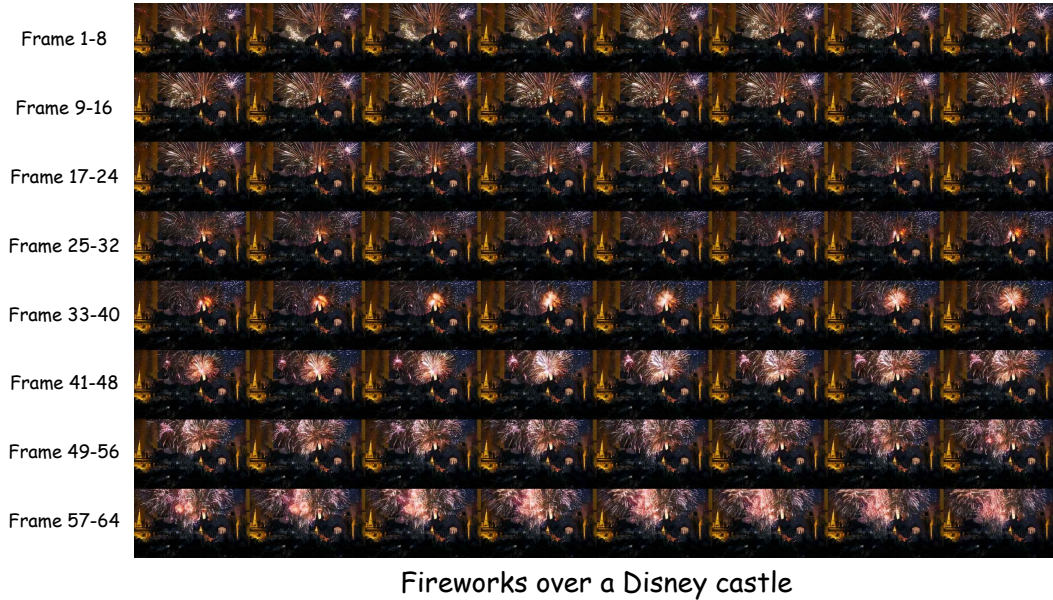 Frame 1-8
Frame 9-16
Frame 17-24
Frame 25-32
Frame 33-40
Frame 41-48
Frame 49-56
Frame 57-64
Fireworks over a Disney castle